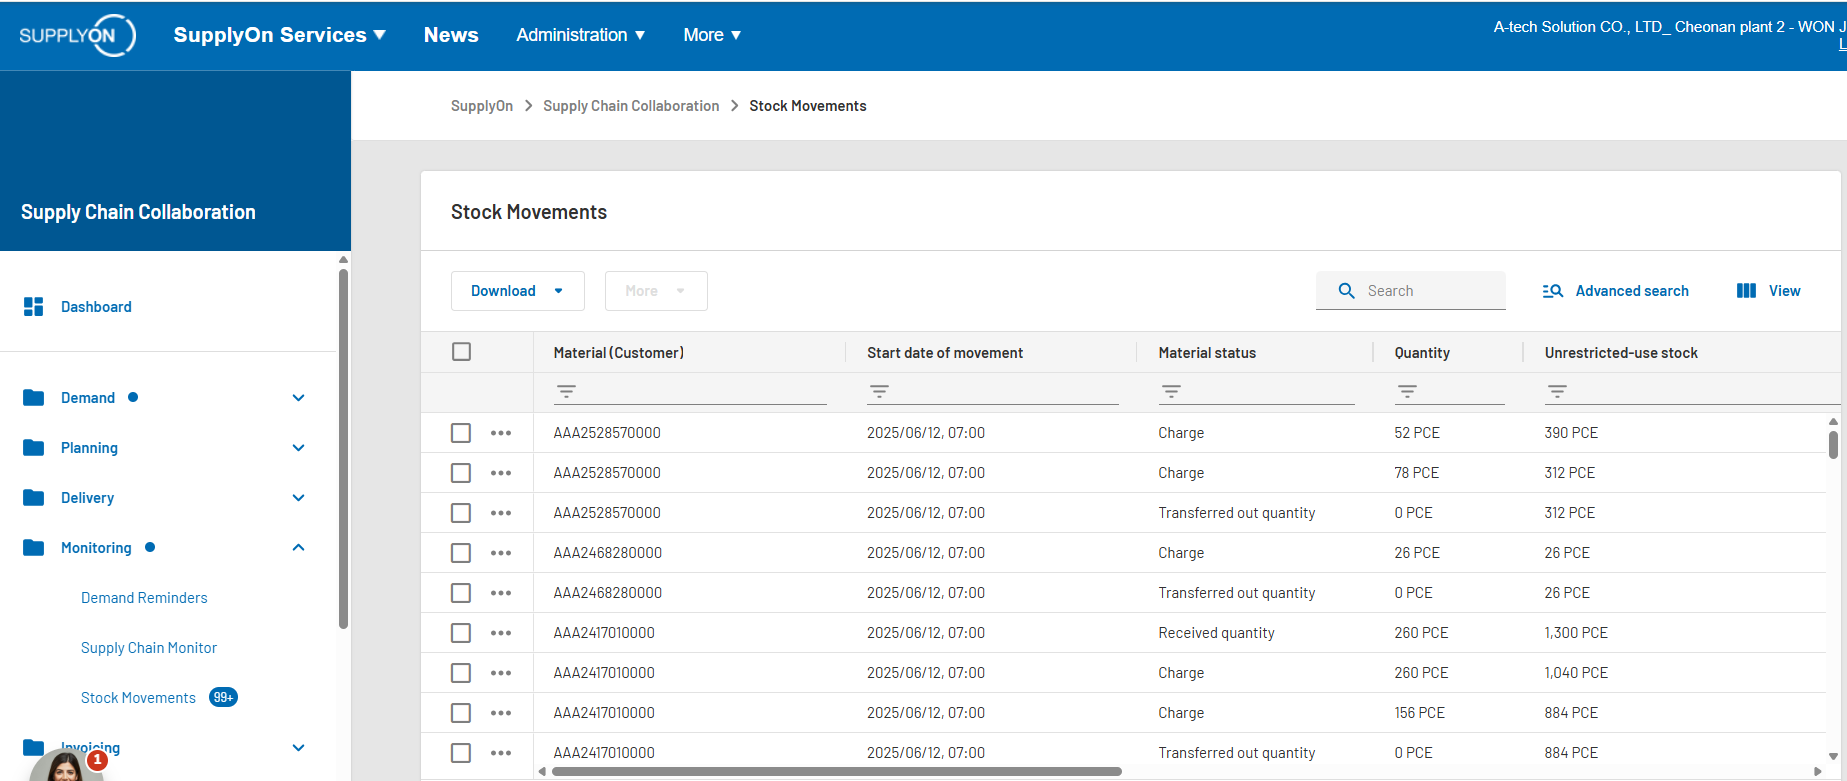 SUPPLYON SupplyOn Services News Administration More
A-tech Solution CO., LTD_ Cheonan plant 2 - WON J
SupplyOn > Supply Chain Collaboration > Stock Movements
Supply Chain Collaboration
Dashboard
Demand
Planning
Delivery
Monitoring
Demand Reminders
Supply Chain Monitor
Stock Movements 99+
Invoicing
1
Stock Movements
Download More Search Advanced search View
Material (Customer) Start date of movement Material status Quantity Unrestricted-use stock
AAA2528570000 2025/06/12, 07:00 Charge 52 PCE 390 PCE
AAA2528570000 2025/06/12, 07:00 Charge 78 PCE 312 PCE
AAA2528570000 2025/06/12, 07:00 Transferred out quantity 0 PCE 312 PCE
AAA2468280000 2025/06/12, 07:00 Charge 26 PCE 26 PCE
AAA2468280000 2025/06/12, 07:00 Transferred out quantity 0 PCE 26 PCE
AAA2417010000 2025/06/12, 07:00 Received quantity 260 PCE 1,300 PCE
AAA2417010000 2025/06/12, 07:00 Charge 260 PCE 1,040 PCE
AAA2417010000 2025/06/12, 07:00 Charge 156 PCE 884 PCE
AAA2417010000 2025/06/12, 07:00 Transferred out quantity 0 PCE 884 PCE